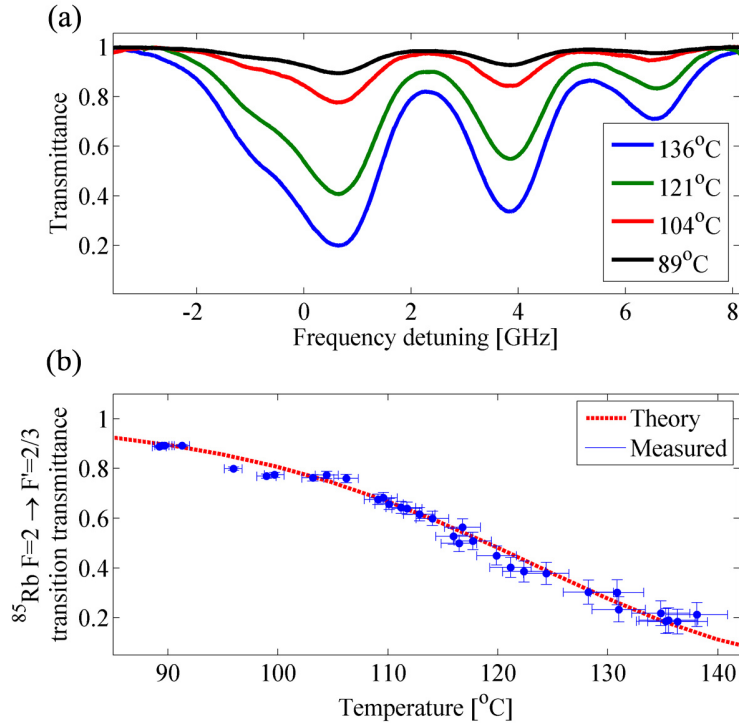 (a)
1
0.8
0.6
0.4
0.2
Transmittance
136°C
121°C
104°C
89°C
-2 0 2 4 6 8
Frequency detuning [GHz]
(b)
1
0.8
0.6
0.4
0.2
⁸⁵Rb F=2 → F'=2/3
transition transmittance
Theory
Measured
90 100 110 120 130 140
Temperature [°C]